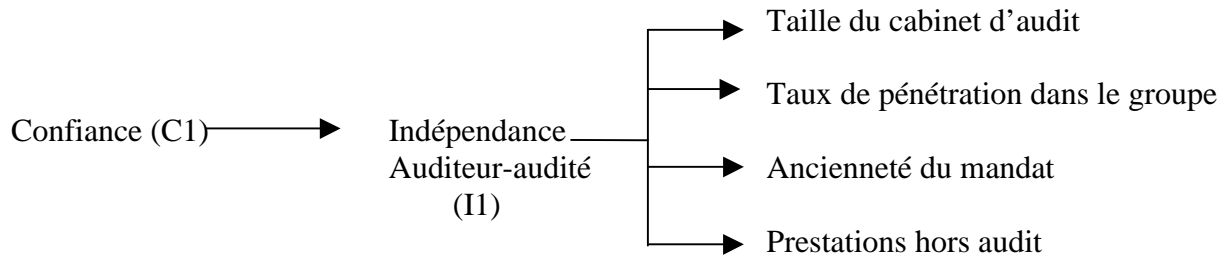 Taille du cabinet d’audit
Taux de pénétration dans le groupe
Confiance (C1)
Indépendance
Auditeur-audité
(I1)
Ancienneté du mandat
Prestations hors audit